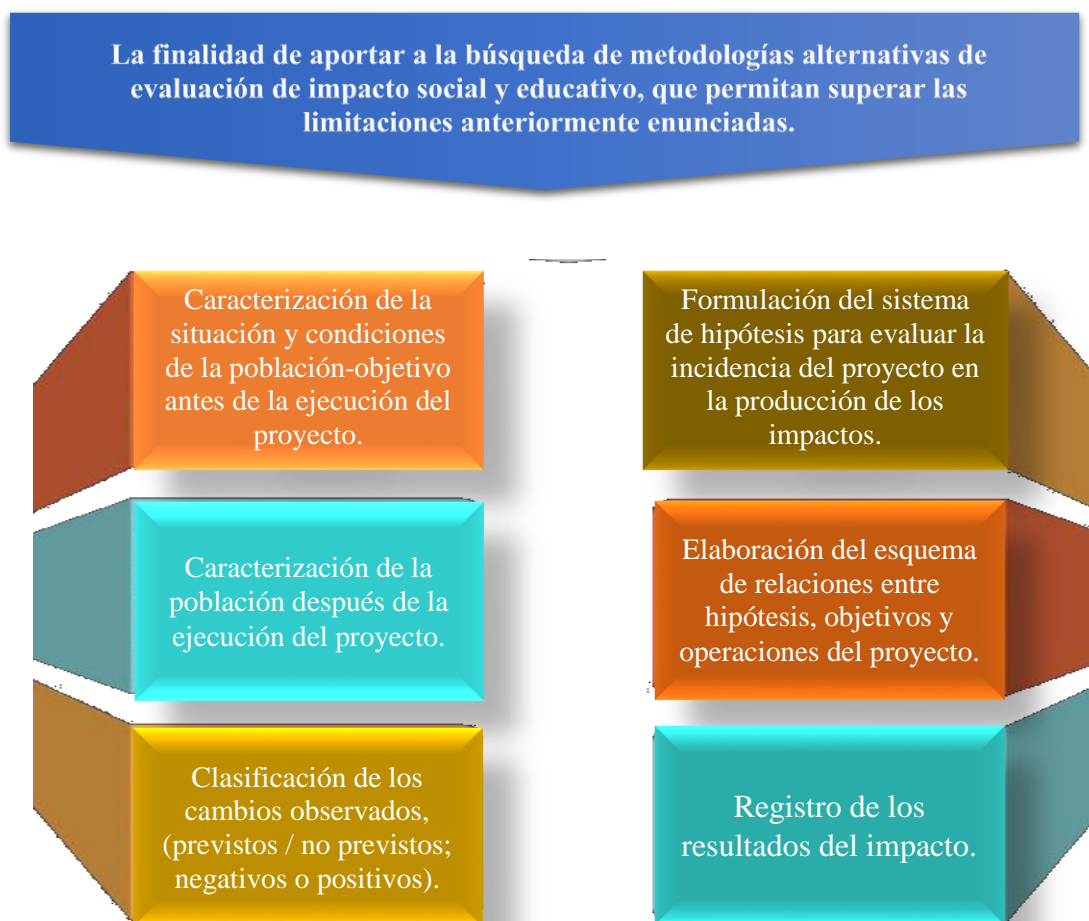 La finalidad de aportar a la búsqueda de metodologías alternativas de
evaluación de impacto social y educativo, que permitan superar las
limitaciones anteriormente enunciadas.
Caracterización de la
situación y condiciones
de la población-objetivo
antes de la ejecución del
proyecto.
Caracterización de la
población después de la
ejecución del proyecto.
Clasificación de los
cambios observados,
(previstos / no previstos;
negativos o positivos).
Formulación del sistema
de hipótesis para evaluar la
incidencia del proyecto en
la producción de los
impactos.
Elaboración del esquema
de relaciones entre
hipótesis, objetivos y
operaciones del proyecto.
Registro de los
resultados del impacto.